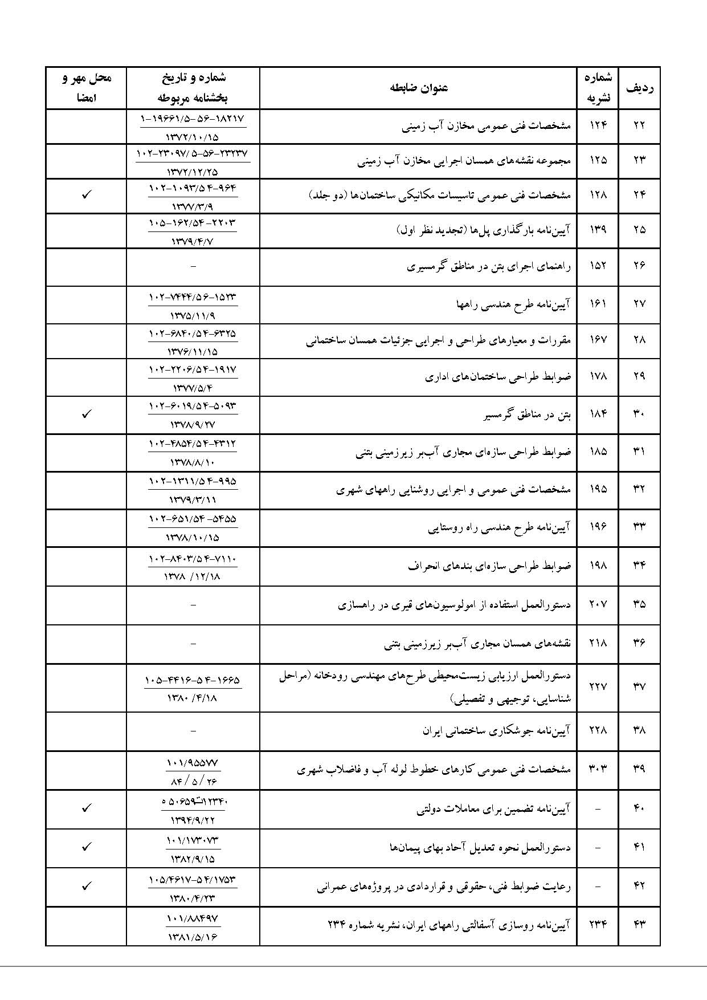 ردیف شماره نشریه عنوان ضابطه شماره و تاریخ بخشنامه مربوطه محل مهر و امضا
۲۲ ۱۲۴ مشخصات فنی عمومی مخازن آب زمینی ۱-۱۹۶۶۱/۵-۵۶-۱۸۲۱۷ ۱۳۷۲/۱۰/۱۵
۲۳ ۱۲۵ مجموعه نقشه‌های همسان اجرایی مخازن آب زمینی ۱۰۲-۲۳۰۹۷/۵-۵۶-۲۳۲۳۷ ۱۳۷۲/۱۲/۲۵
۲۴ ۱۲۸ مشخصات فنی عمومی تاسیسات مکانیکی ساختمان‌ها (دو جلد) ۱۰۲-۱۰۹۳/۵۴-۹۶۴ ۱۳۷۷/۳/۹ ✓
۲۵ ۱۳۹ آیین‌نامه بارگذاری پل‌ها (تجدید نظر اول) ۱۰۵-۱۶۲/۵۴-۲۲۰۳ ۱۳۷۹/۴/۷
۲۶ ۱۵۲ راهنمای اجرای بتن در مناطق گرمسیری -
۲۷ ۱۶۱ آیین‌نامه طرح هندسی راهها ۱۰۲-۷۴۴۴/۵۶-۱۵۲۳ ۱۳۷۵/۱۱/۹
۲۸ ۱۶۷ مقررات و معیارهای طراحی و اجرایی جزئیات همسان ساختمانی ۱۰۲-۶۸۴۰/۵۴-۶۳۲۵ ۱۳۷۶/۱۱/۱۵
۲۹ ۱۷۸ ضوابط طراحی ساختمان‌های اداری ۱۰۲-۲۲۰۶/۵۴-۱۹۱۷ ۱۳۷۷/۵/۴
۳۰ ۱۸۴ بتن در مناطق گرمسیر ۱۰۲-۶۰۱۹/۵۴-۵۰۹۳ ۱۳۷۸/۹/۲۷ ✓
۳۱ ۱۸۵ ضوابط طراحی سازه‌ای مجاری آب‌بر زیرزمینی بتنی ۱۰۲-۴۸۵۴/۵۴-۴۳۱۲ ۱۳۷۸/۸/۱۰
۳۲ ۱۹۵ مشخصات فنی عمومی و اجرایی روشنایی راههای شهری ۱۰۲-۱۳۱۱/۵۴-۹۹۵ ۱۳۷۹/۳/۱۱
۳۳ ۱۹۶ آیین‌نامه طرح هندسی راه روستایی ۱۰۲-۶۵۱/۵۴-۵۴۵۵ ۱۳۷۸/۱۰/۱۵
۳۴ ۱۹۸ ضوابط طراحی سازه‌ای بندهای انحراف ۱۰۲-۸۴۰۳/۵۴-۷۱۱۰ ۱۳۷۸ /۱۲/۱۸
۳۵ ۲۰۷ دستورالعمل استفاده از امولوسیون‌های قیری در راهسازی -
۳۶ ۲۱۸ نقشه‌های همسان مجاری آب‌بر زیرزمینی بتنی -
۳۷ ۲۲۷ دستورالعمل ارزیابی زیست‌محیطی طرح‌های مهندسی رودخانه (مراحل
شناسایی، توجیهی و تفصیلی) ۱۰۵-۴۴۱۶-۵۴-۱۶۶۵ ۱۳۸۰ /۴/۱۸
۳۸ ۲۲۸ آیین‌نامه جوشکاری ساختمانی ایران -
۳۹ ۳۰۳ مشخصات فنی عمومی کارهای خطوط لوله آب و فاضلاب شهری ۱۰۱/۹۵۵۷۷ ۸۴ / ۵ / ۲۶
۴۰ - آیین‌نامه تضمین برای معاملات دولتی ۱۲۳۴۰ت۵۰۶۵۹ ه ۱۳۹۴/۹/۲۲ ✓
۴۱ - دستورالعمل نحوه تعدیل آحاد بهای پیمان‌ها ۱۰۱/۱۷۳۰۷۳ ۱۳۸۲/۹/۱۵ ✓
۴۲ - رعایت ضوابط فنی، حقوقی و قراردادی در پروژه‌های عمرانی ۱۰۵/۴۶۱۷-۵۴/۱۷۵۳ ۱۳۸۰/۴/۲۳ ✓
۴۳ ۲۳۴ آیین‌نامه روسازی آسفالتی راههای ایران، نشریه شماره ۲۳۴ ۱۰۱/۸۸۴۹۷ ۱۳۸۱/۵/۱۶